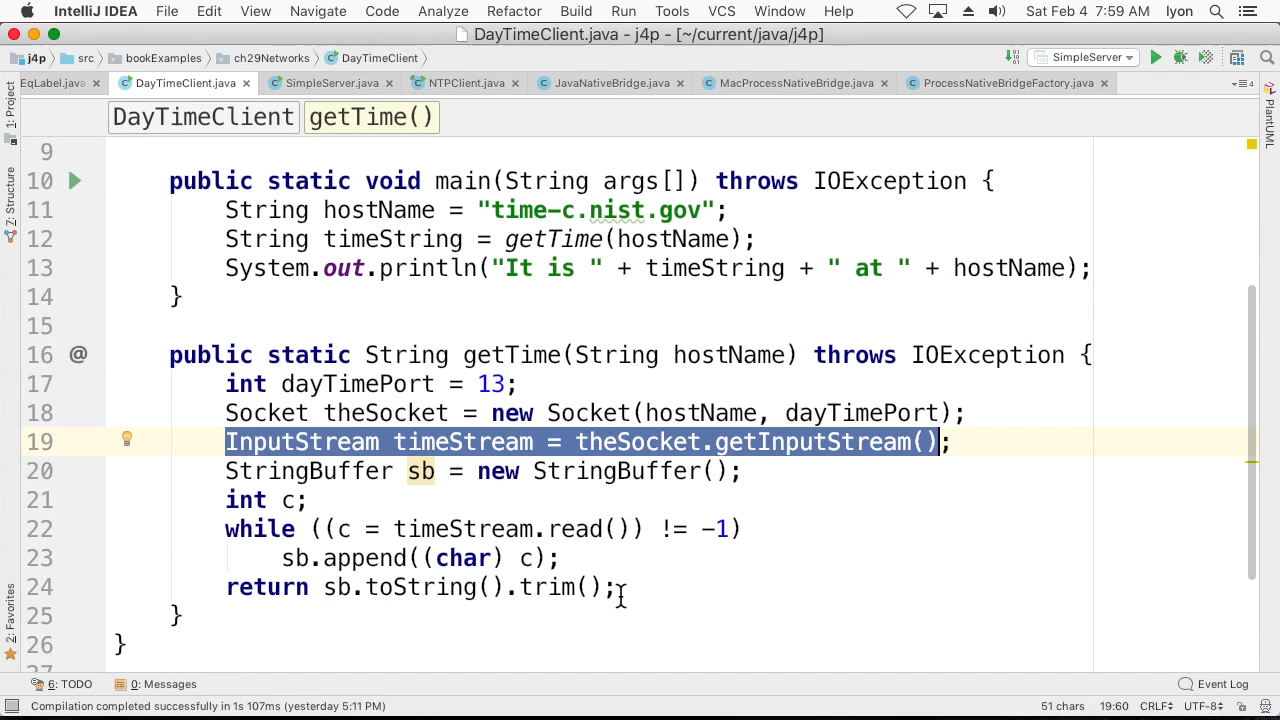 IntelliJ IDEA File Edit View Navigate Code Analyze Refactor Build Run Tools VCS Window Help Sat Feb 4 7:59 AM lyon
DayTimeClient.java - j4p - [~/current/java/j4p]
j4p src bookExamples ch29Networks DayTimeClient SimpleServer
EqLabel.java DayTimeClient.java SimpleServer.java NTPClient.java JavaNativeBridge.java MacProcessNativeBridge.java ProcessNativeBridgeFactory.java
1: Project
Z: Structure
2: Favorites
PlantUML
DayTimeClient getTime()
9
10 public static void main(String args[]) throws IOException {
11 String hostName = "time-c.nist.gov";
12 String timeString = getTime(hostName);
13 System.out.println("It is " + timeString + " at " + hostName);
14 }
15
16 @ public static String getTime(String hostName) throws IOException {
17 int dayTimePort = 13;
18 Socket theSocket = new Socket(hostName, dayTimePort);
19 InputStream timeStream = theSocket.getInputStream();
20 StringBuffer sb = new StringBuffer();
21 int c;
22 while ((c = timeStream.read()) != -1)
23 sb.append((char) c);
24 return sb.toString().trim();
25 }
26 }
27
6: TODO 0: Messages Event Log
Compilation completed successfully in 1s 107ms (yesterday 5:11 PM) 51 chars 19:60 CRLF UTF-8